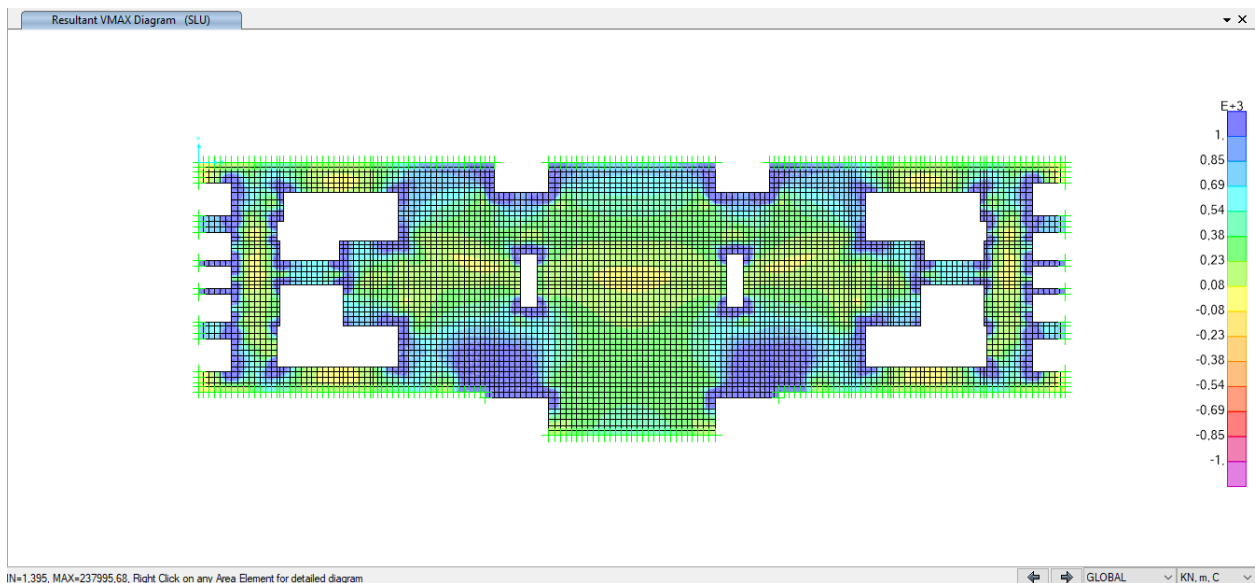 Resultant VMAX Diagram (SLU)
E+3
1,
0,85
0,69
0,54
0,38
0,23
0,08
-0,08
-0,23
-0,38
-0,54
-0,69
-0,85
-1,
IN=1,395, MAX=237995,68, Right Click on any Area Element for detailed diagram
GLOBAL
KN, m, C